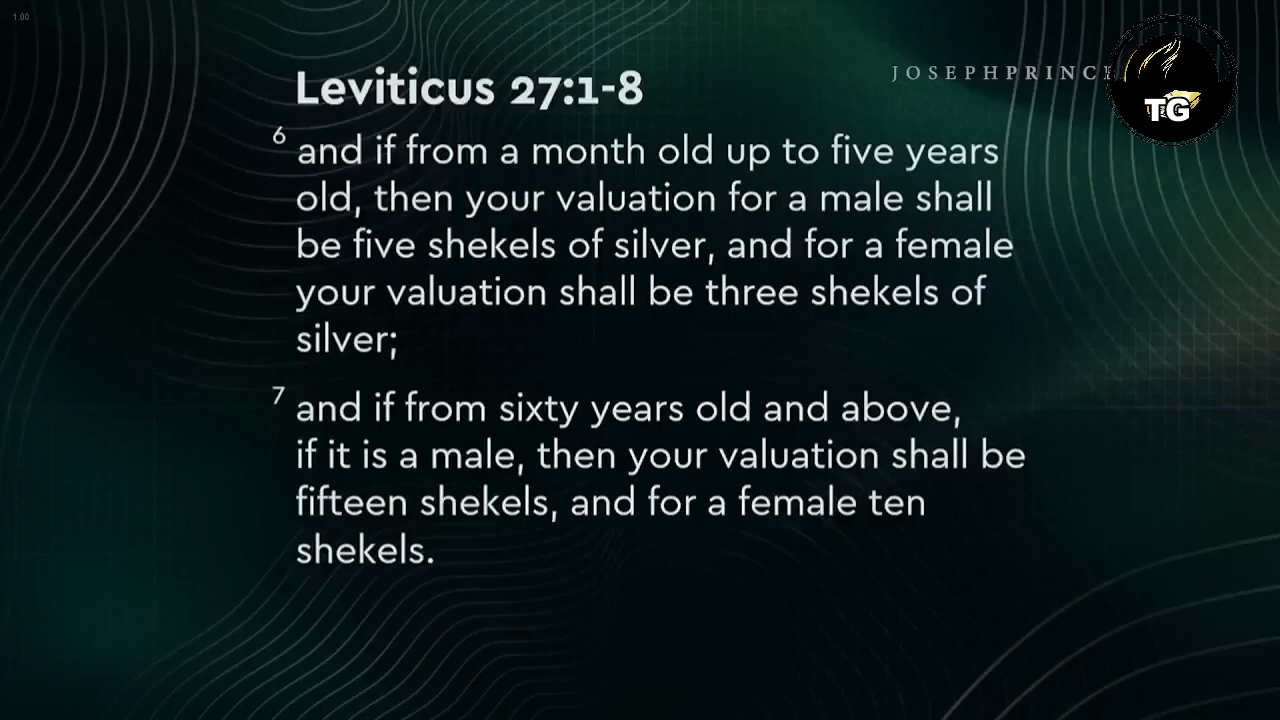 1.00
JOSEPHPRINCE
TG
Leviticus 27:1-8
6 and if from a month old up to five years
old, then your valuation for a male shall
be five shekels of silver, and for a female
your valuation shall be three shekels of
silver;
7 and if from sixty years old and above,
if it is a male, then your valuation shall be
fifteen shekels, and for a female ten
shekels.